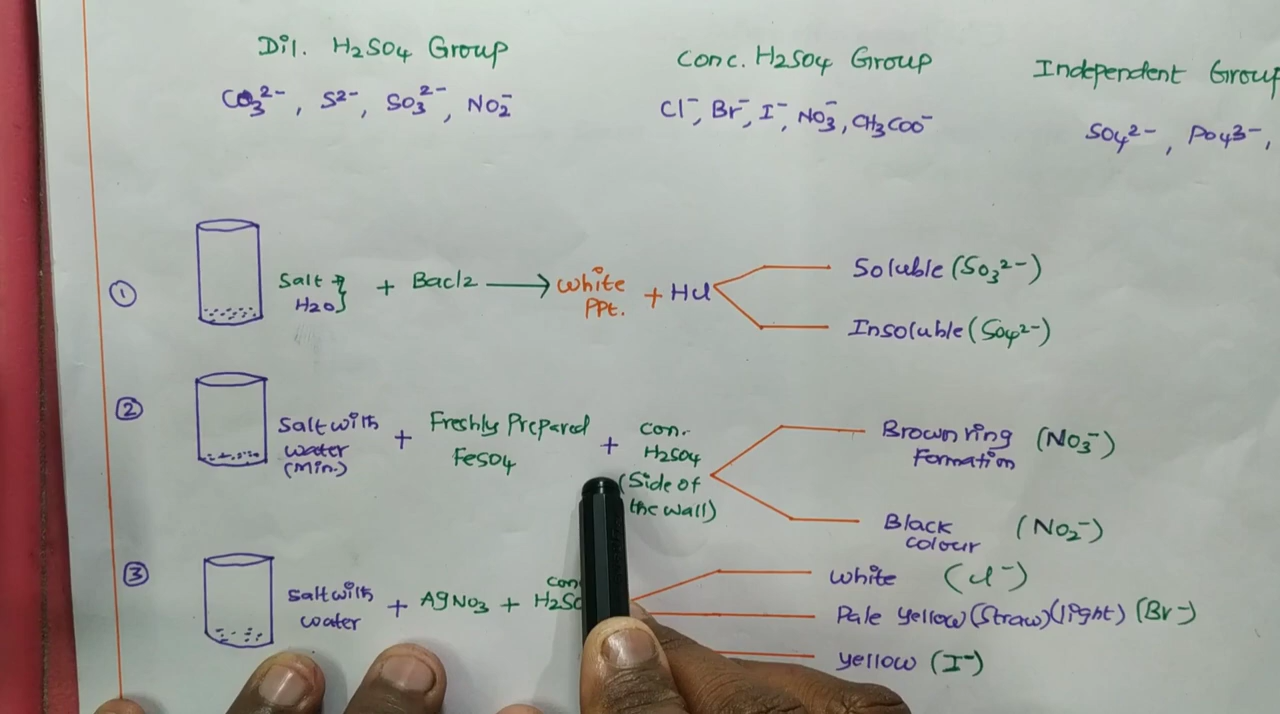 Dil. H2SO4 Group
CO3^2-, S^2-, SO3^2-, NO2^-
Conc. H2SO4 Group
Cl^-, Br^-, I^-, NO3^-, CH3COO^-
Independent Group
SO4^2-, PO4^3-,
① Salt } H2O + BaCl2 → White PPt. + HCl
Soluble (SO3^2-)
Insoluble (SO4^2-)
② Salt with water (Min.) + Freshly Prepared FeSO4 + Con. H2SO4 (Side of the wall)
Brown ring Formation (NO3^-)
Black colour (NO2^-)
③ Salt with water + AgNO3 + con
White (Cl^-)
Pale yellow (Straw)(light) (Br^-)
yellow (I^-)